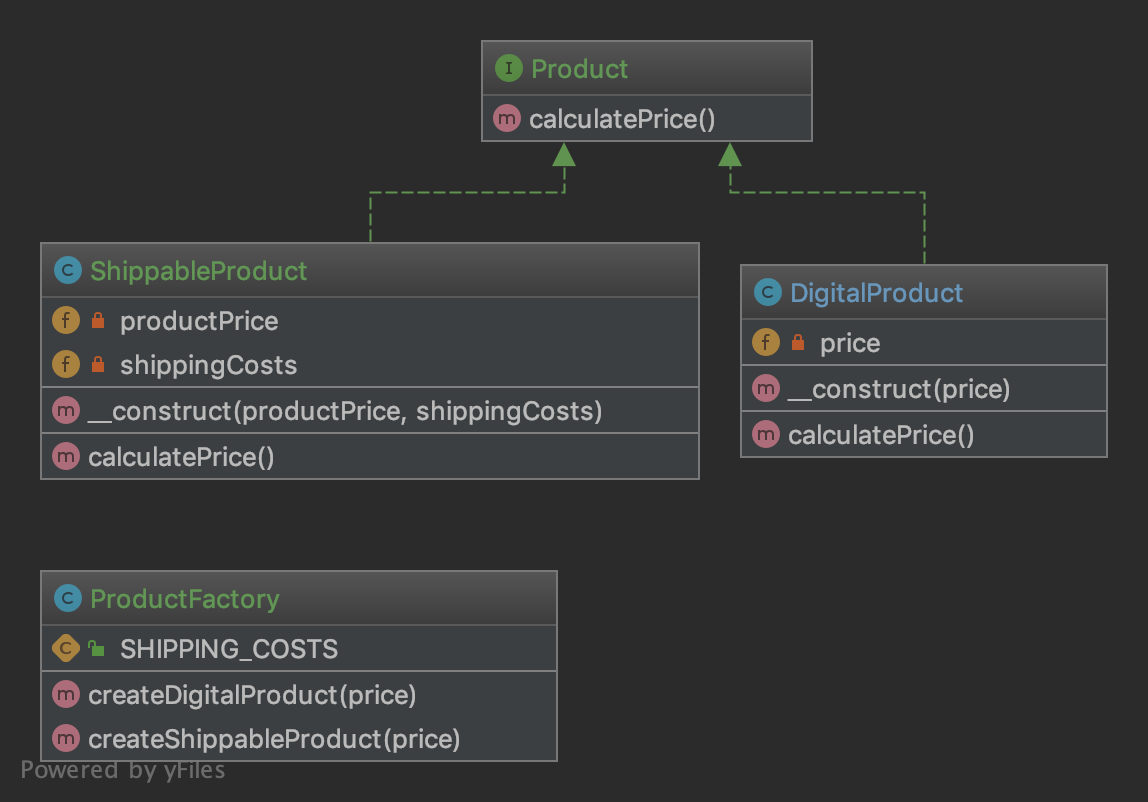 Product
calculatePrice()
ShippableProduct
productPrice
shippingCosts
__construct(productPrice, shippingCosts)
calculatePrice()
DigitalProduct
price
__construct(price)
calculatePrice()
ProductFactory
SHIPPING_COSTS
createDigitalProduct(price)
createShippableProduct(price)
Powered by yFiles